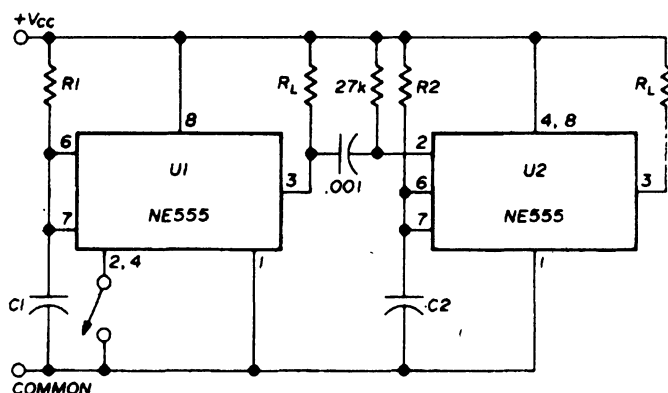 +VCC
R1
RL
27k
R2
RL
8
4, 8
6
U1
3
.001
2
U2
3
7
NE555
6
NE555
7
2, 4
1
1
C1
C2
COMMON